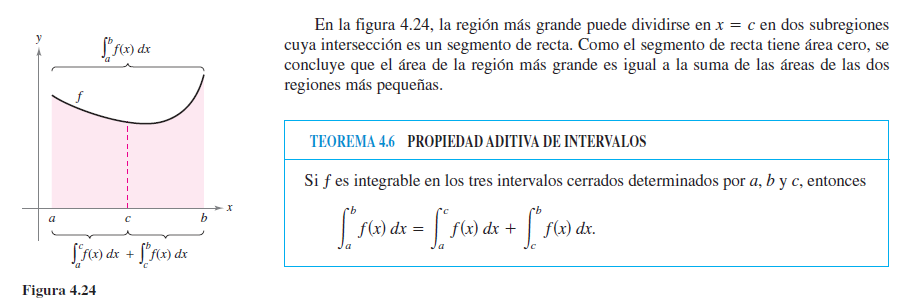 y
∫_a^b f(x) dx
f
a c b x
∫_a^c f(x) dx + ∫_c^b f(x) dx
Figura 4.24
En la figura 4.24, la región más grande puede dividirse en x = c en dos subregiones
cuya intersección es un segmento de recta. Como el segmento de recta tiene área cero, se
concluye que el área de la región más grande es igual a la suma de las áreas de las dos
regiones más pequeñas.
TEOREMA 4.6 PROPIEDAD ADITIVA DE INTERVALOS
Si f es integrable en los tres intervalos cerrados determinados por a, b y c, entonces
∫_a^b f(x) dx = ∫_a^c f(x) dx + ∫_c^b f(x) dx.